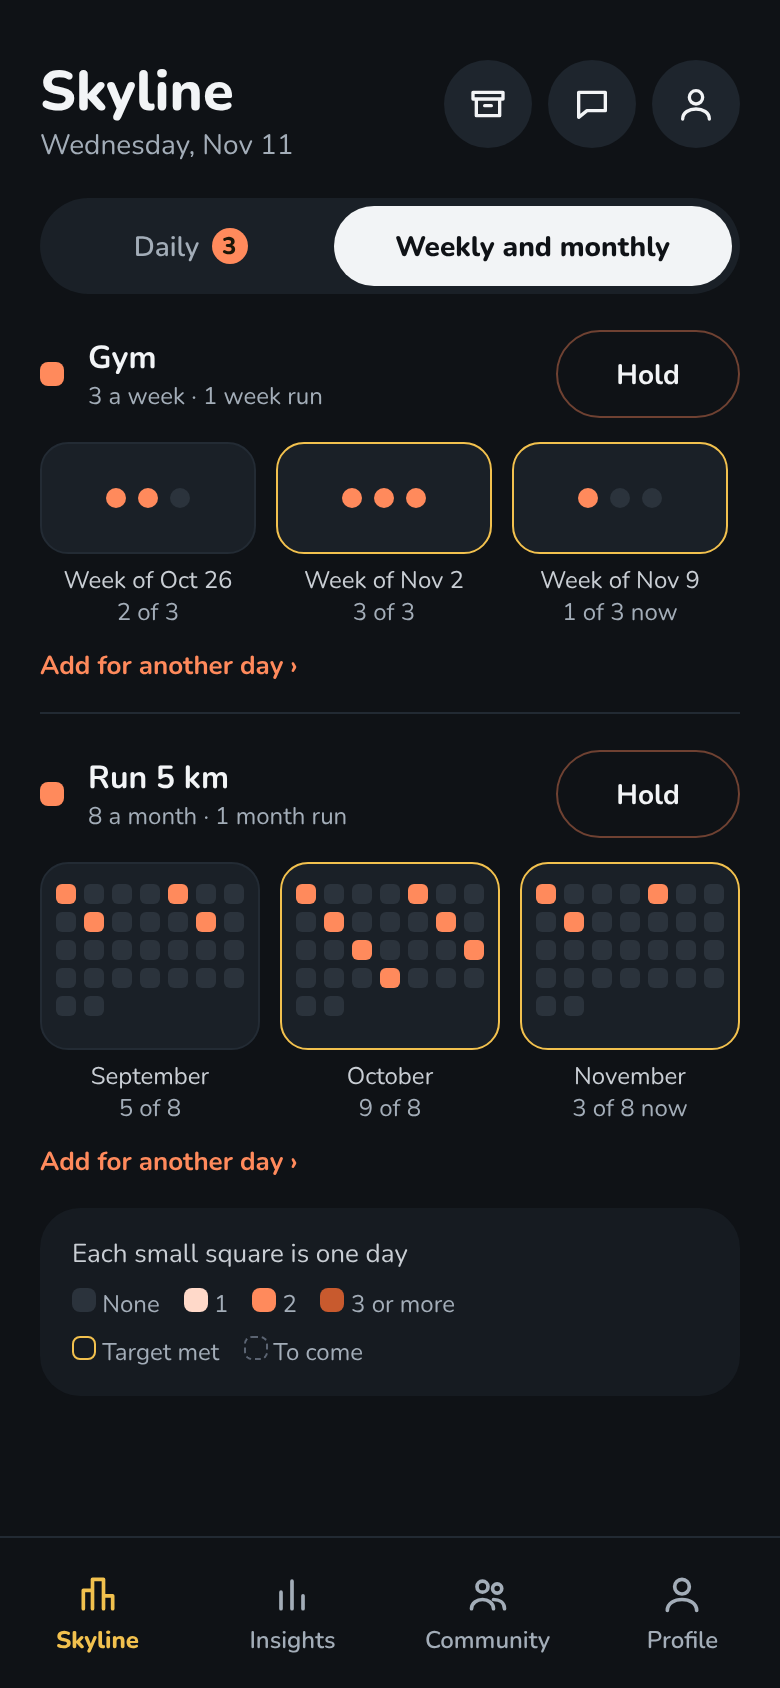 Skyline
Wednesday, Nov 11
Daily 3
Weekly and monthly
Gym
3 a week · 1 week run
Hold
Week of Oct 26
2 of 3
Week of Nov 2
3 of 3
Week of Nov 9
1 of 3 now
Add for another day ›
Run 5 km
8 a month · 1 month run
Hold
September
5 of 8
October
9 of 8
November
3 of 8 now
Add for another day ›
Each small square is one day
None 1 2 3 or more
Target met To come
Skyline
Insights
Community
Profile